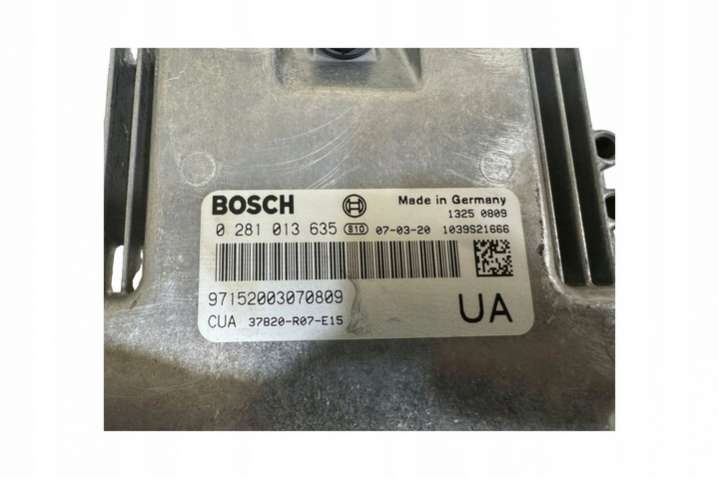 BOSCH Made in Germany
1325 0809
0 281 013 635 810 07-03-20 1039S21666
97152003070809
CUA 37820-R07-E15 UA